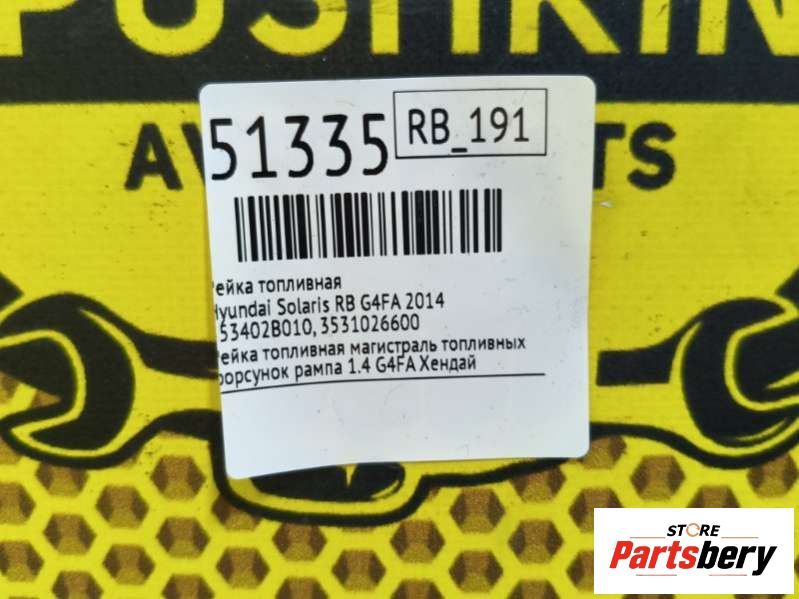 PUSHKIN
AV TS
51335
RB_191
ейка топливная
Hyundai Solaris RB G4FA 2014
53402B010, 3531026600
ейка топливная магистраль топливных
форсунок рампа 1.4 G4FA Хендай
STORE
Partsbery